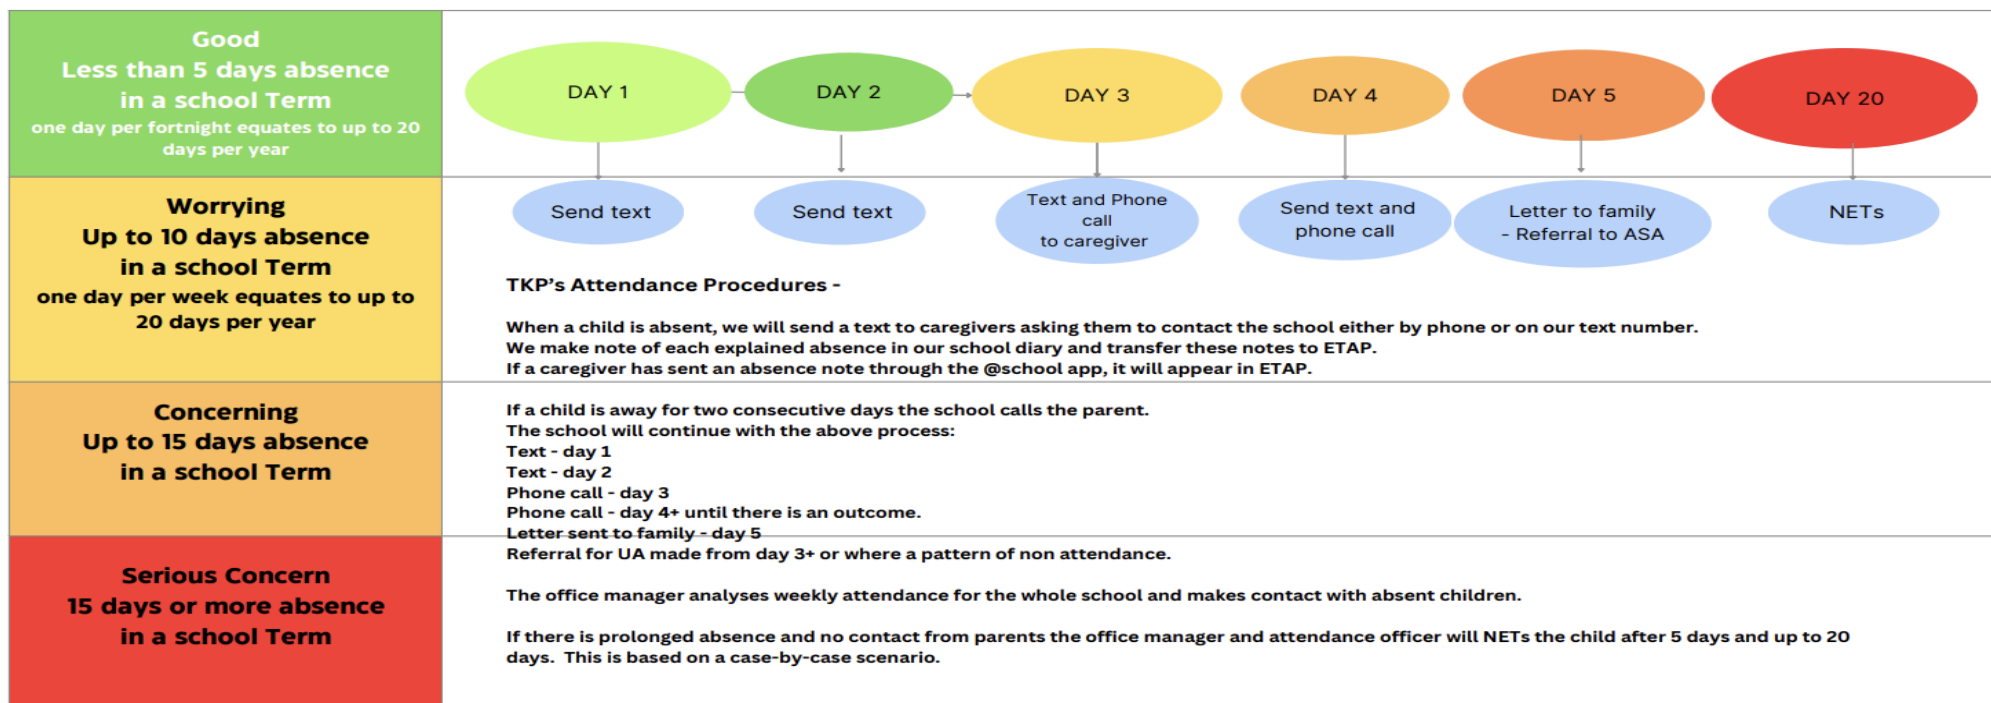 Good
Less than 5 days absence
in a school Term
one day per fortnight equates to up to 20
days per year
DAY 1
DAY 2
DAY 3
DAY 4
DAY 5
DAY 20
Send text
Send text
Text and Phone
call
to caregiver
Send text and
phone call
Letter to family
- Referral to ASA
NETs
Worrying
Up to 10 days absence
in a school Term
one day per week equates to up to
20 days per year
TKP's Attendance Procedures -
When a child is absent, we will send a text to caregivers asking them to contact the school either by phone or on our text number.
We make note of each explained absence in our school diary and transfer these notes to ETAP.
If a caregiver has sent an absence note through the @school app, it will appear in ETAP.
Concerning
Up to 15 days absence
in a school Term
If a child is away for two consecutive days the school calls the parent.
The school will continue with the above process:
Text - day 1
Text - day 2
Phone call - day 3
Phone call - day 4+ until there is an outcome.
Letter sent to family - day 5
Referral for UA made from day 3+ or where a pattern of non attendance.
Serious Concern
15 days or more absence
in a school Term
The office manager analyses weekly attendance for the whole school and makes contact with absent children.
If there is prolonged absence and no contact from parents the office manager and attendance officer will NETs the child after 5 days and up to 20
days.  This is based on a case-by-case scenario.